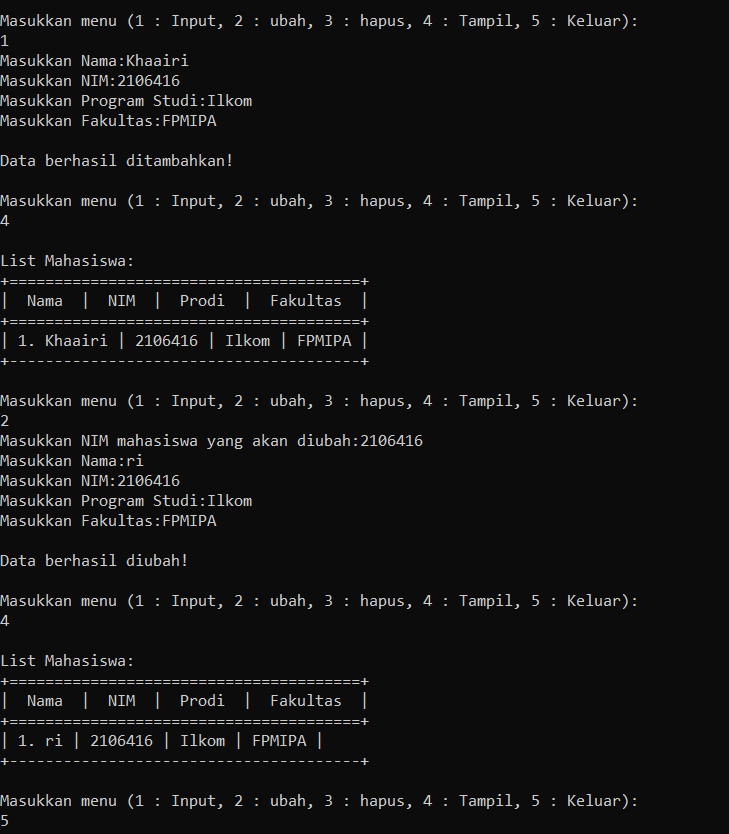 Masukkan menu (1 : Input, 2 : ubah, 3 : hapus, 4 : Tampil, 5 : Keluar):
1
Masukkan Nama:Khaairi
Masukkan NIM:2106416
Masukkan Program Studi:Ilkom
Masukkan Fakultas:FPMIPA

Data berhasil ditambahkan!

Masukkan menu (1 : Input, 2 : ubah, 3 : hapus, 4 : Tampil, 5 : Keluar):
4

List Mahasiswa:
+=======================================+
|  Nama  |  NIM  |  Prodi  |  Fakultas  |
+=======================================+
| 1. Khaairi | 2106416 | Ilkom | FPMIPA |
+---------------------------------------+

Masukkan menu (1 : Input, 2 : ubah, 3 : hapus, 4 : Tampil, 5 : Keluar):
2
Masukkan NIM mahasiswa yang akan diubah:2106416
Masukkan Nama:ri
Masukkan NIM:2106416
Masukkan Program Studi:Ilkom
Masukkan Fakultas:FPMIPA

Data berhasil diubah!

Masukkan menu (1 : Input, 2 : ubah, 3 : hapus, 4 : Tampil, 5 : Keluar):
4

List Mahasiswa:
+=======================================+
|  Nama  |  NIM  |  Prodi  |  Fakultas  |
+=======================================+
| 1. ri | 2106416 | Ilkom | FPMIPA |
+---------------------------------------+

Masukkan menu (1 : Input, 2 : ubah, 3 : hapus, 4 : Tampil, 5 : Keluar):
5